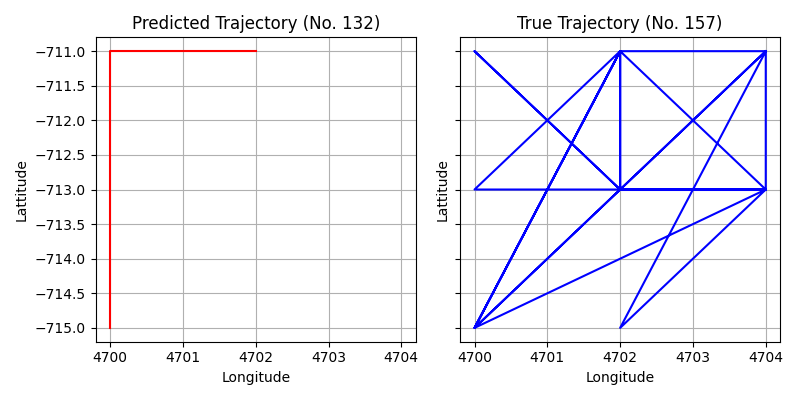 Predicted Trajectory (No. 132)
−711.0
−711.5
−712.0
−712.5
−713.0
−713.5
−714.0
−714.5
−715.0
Lattitude
4700 4701 4702 4703 4704
Longitude
True Trajectory (No. 157)
Lattitude
4700 4701 4702 4703 4704
Longitude